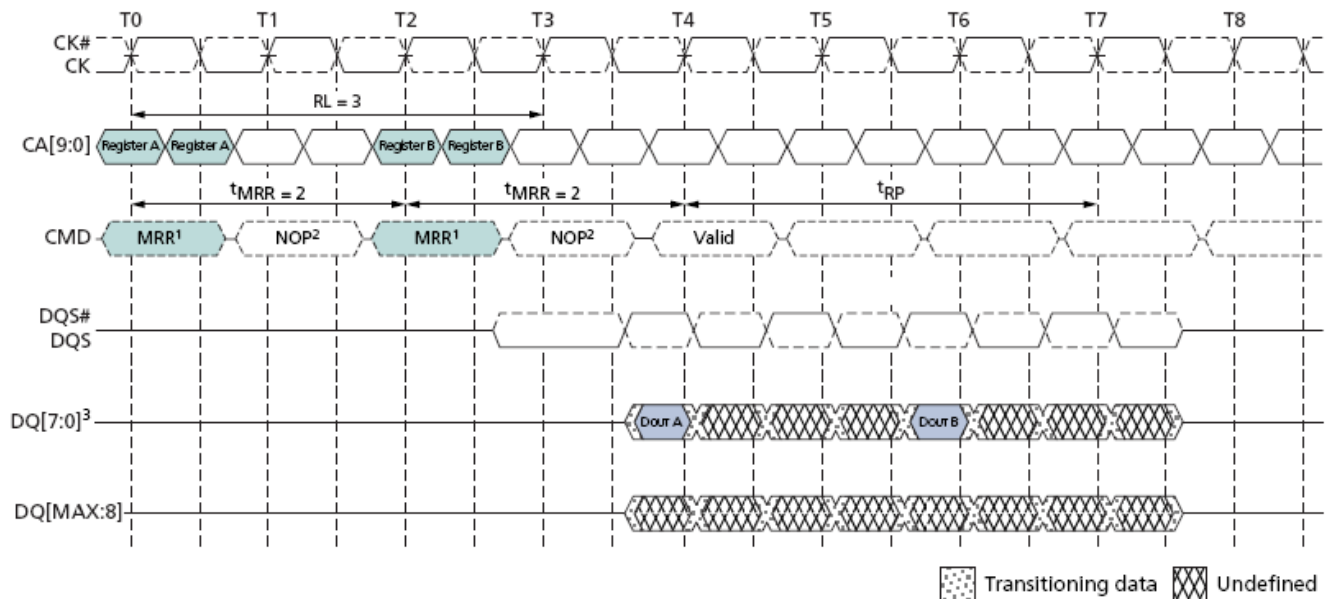 T0 T1 T2 T3 T4 T5 T6 T7 T8
CK#
CK
RL = 3
CA[9:0] Register A Register A Register B Register B
tMRR = 2 tMRR = 2 tRP
CMD MRR1 NOP2 MRR1 NOP2 Valid
DQS#
DQS
DQ[7:0]3 DOUT A DOUT B
DQ[MAX:8]
Transitioning data Undefined